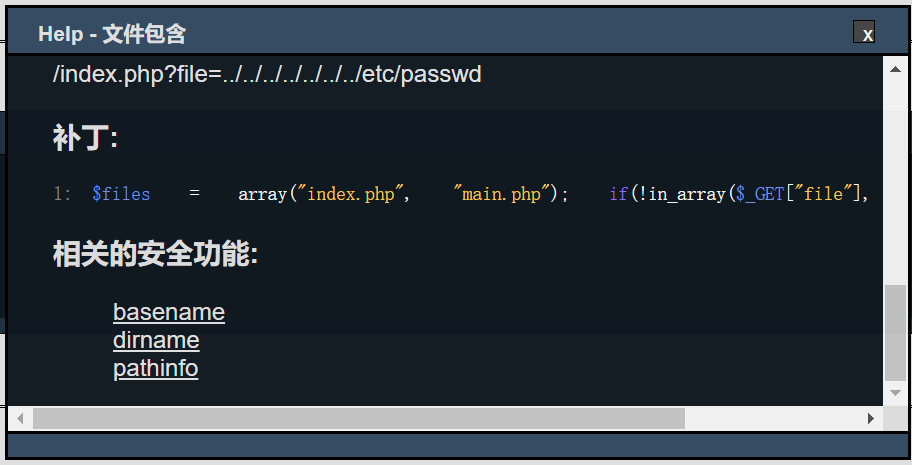 Help - 文件包含
x
/index.php?file=../../../../../../../etc/passwd
补丁:
1: $files = array("index.php", "main.php"); if(!in_array($_GET["file"],
相关的安全功能:
basename
dirname
pathinfo